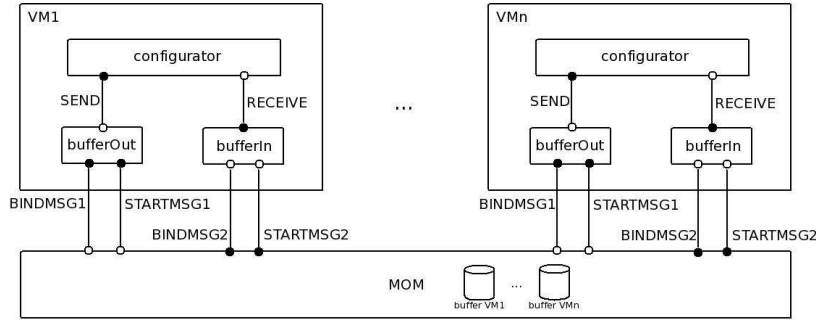 VM1
VMn
configurator
configurator
SEND
RECEIVE
...
SEND
RECEIVE
bufferOut
bufferIn
bufferOut
bufferIn
BINDMSG1
STARTMSG1
BINDMSG1
STARTMSG1
BINDMSG2
STARTMSG2
BINDMSG2
STARTMSG2
MOM
...
buffer VM1
buffer VMn